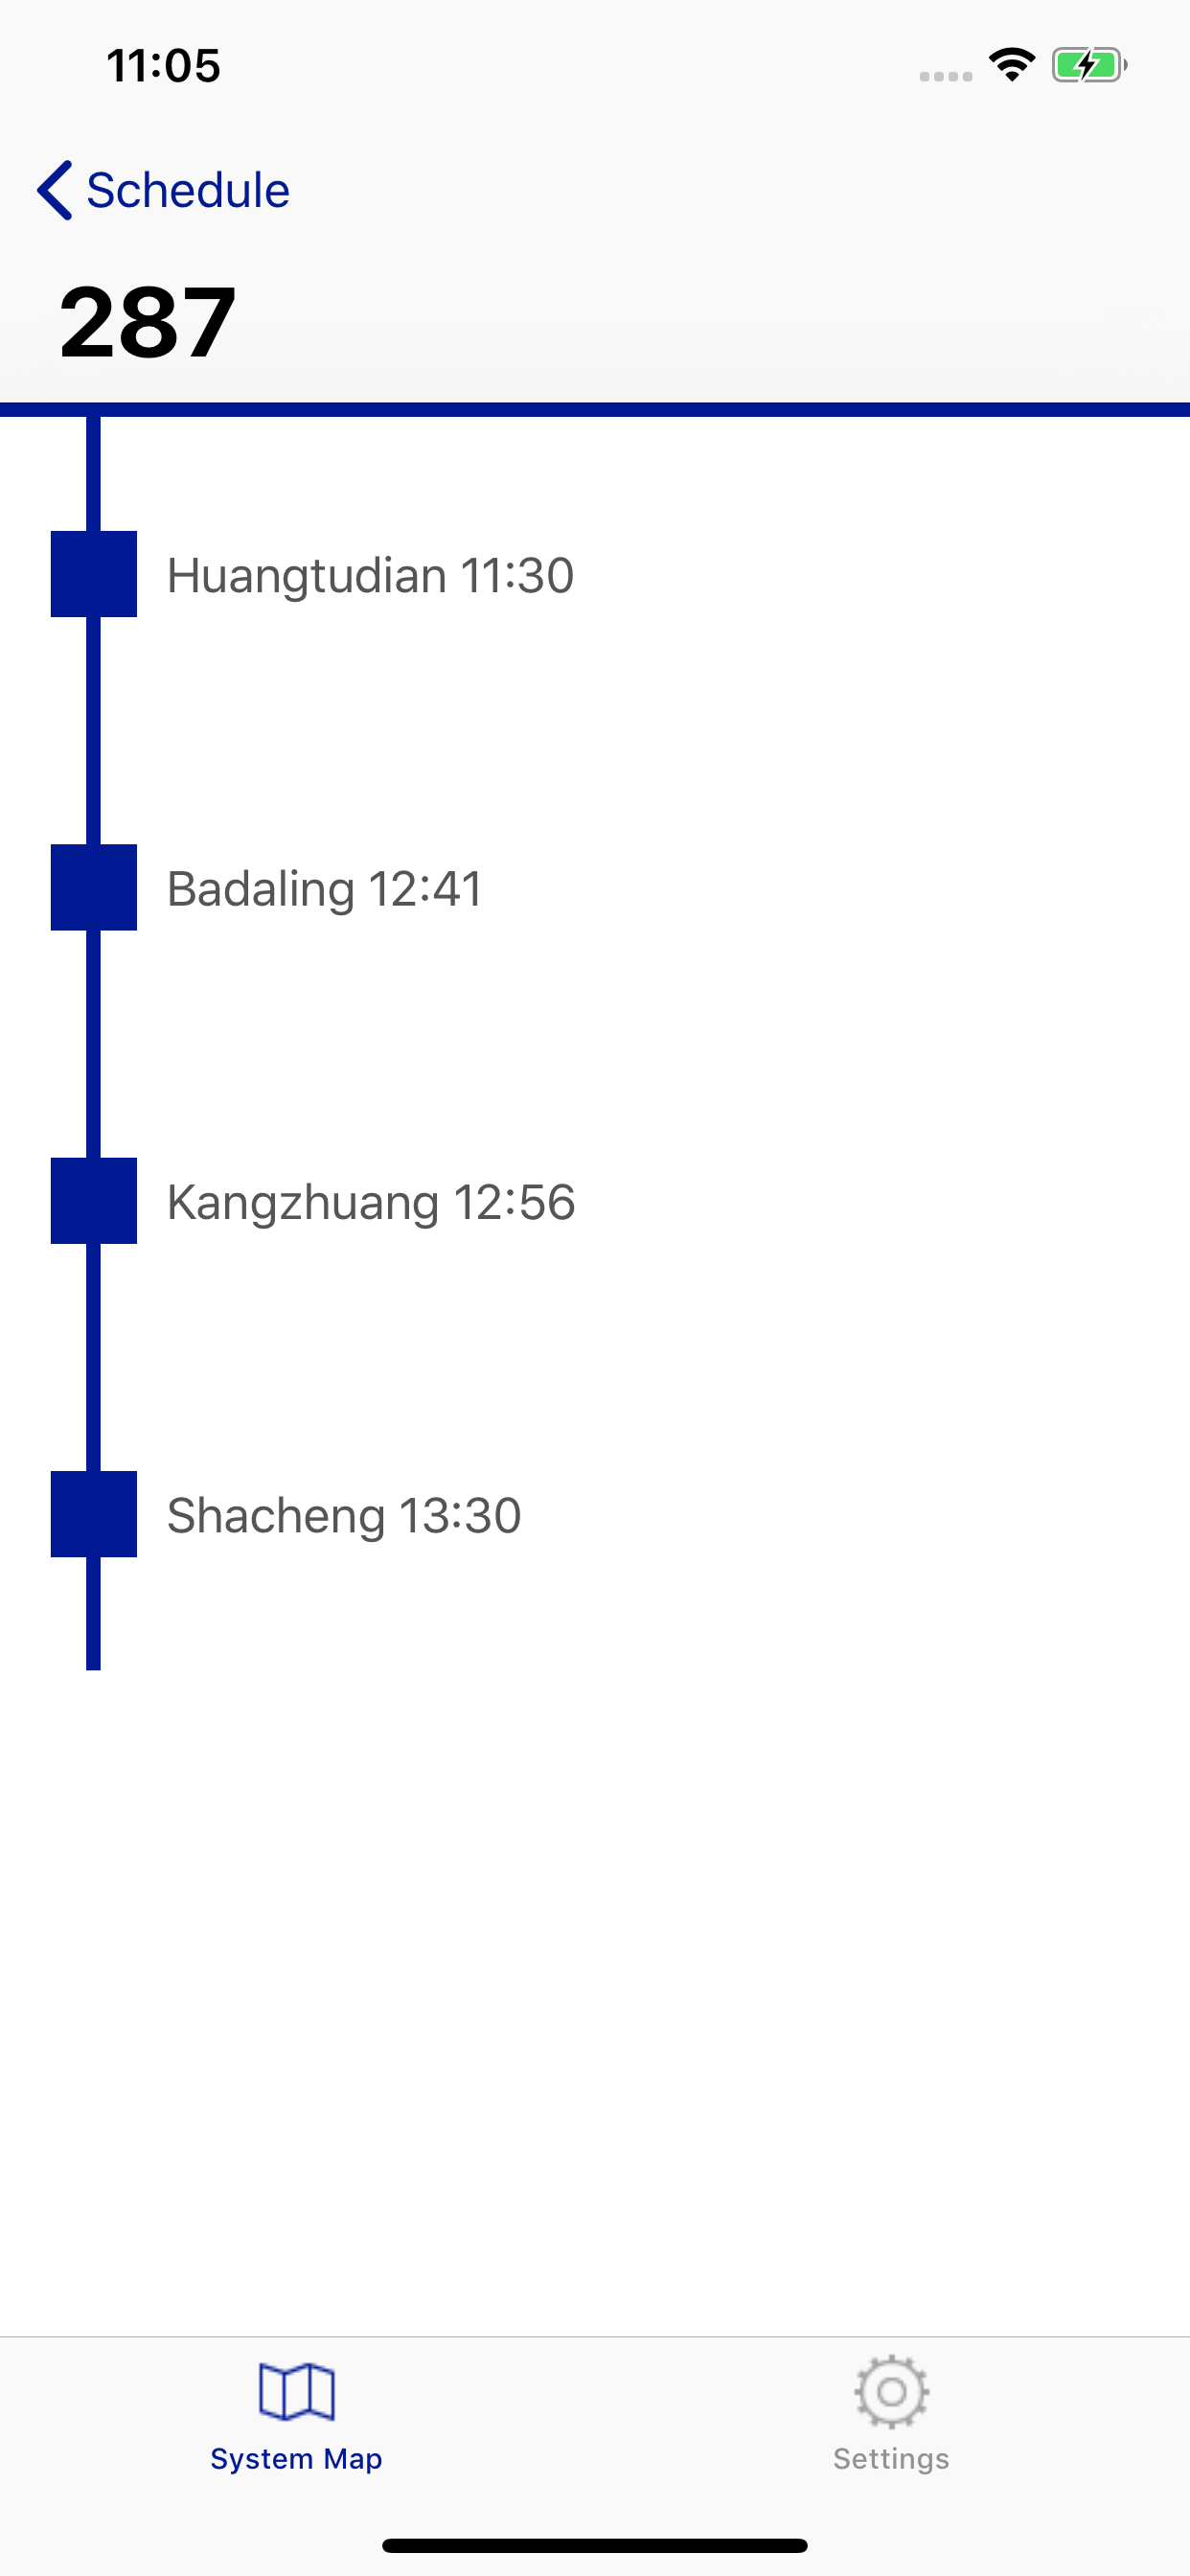 11:05
Schedule
287
Huangtudian 11:30
Badaling 12:41
Kangzhuang 12:56
Shacheng 13:30
System Map
Settings